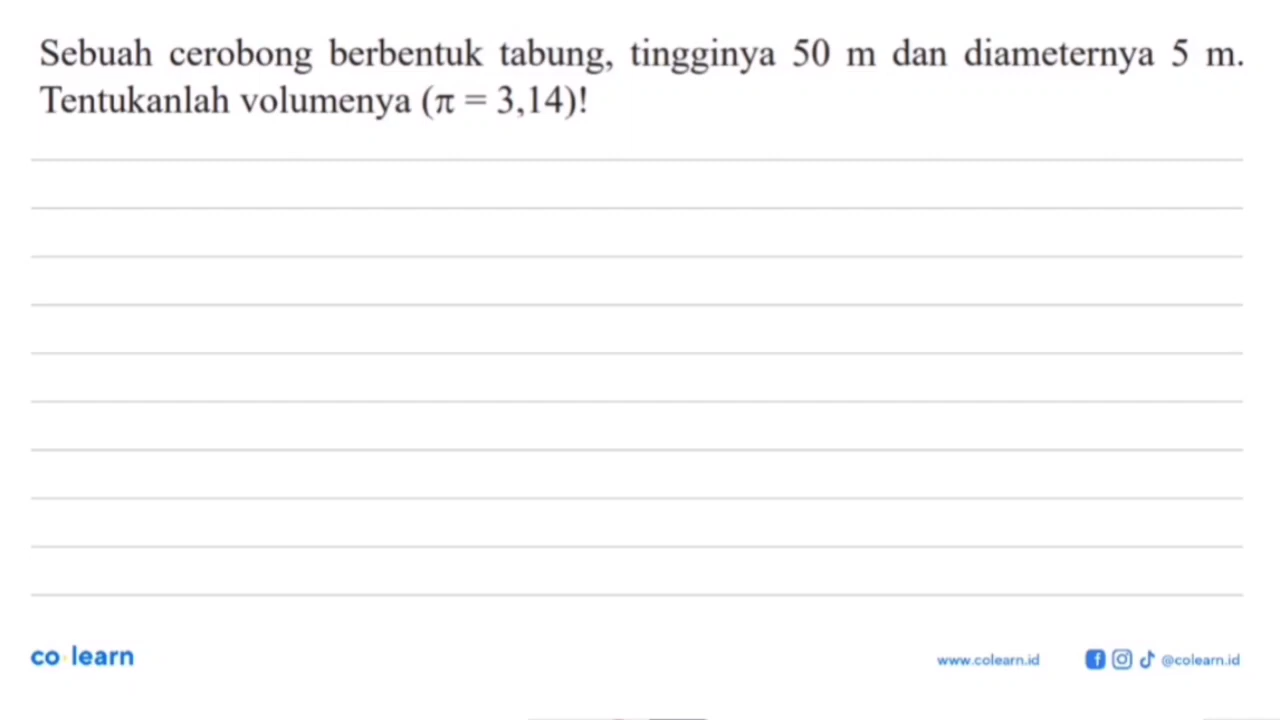 Sebuah cerobong berbentuk tabung, tingginya 50 m dan diameternya 5 m.
Tentukanlah volumenya (π = 3,14)!
co learn
www.colearn.id @colearn.id